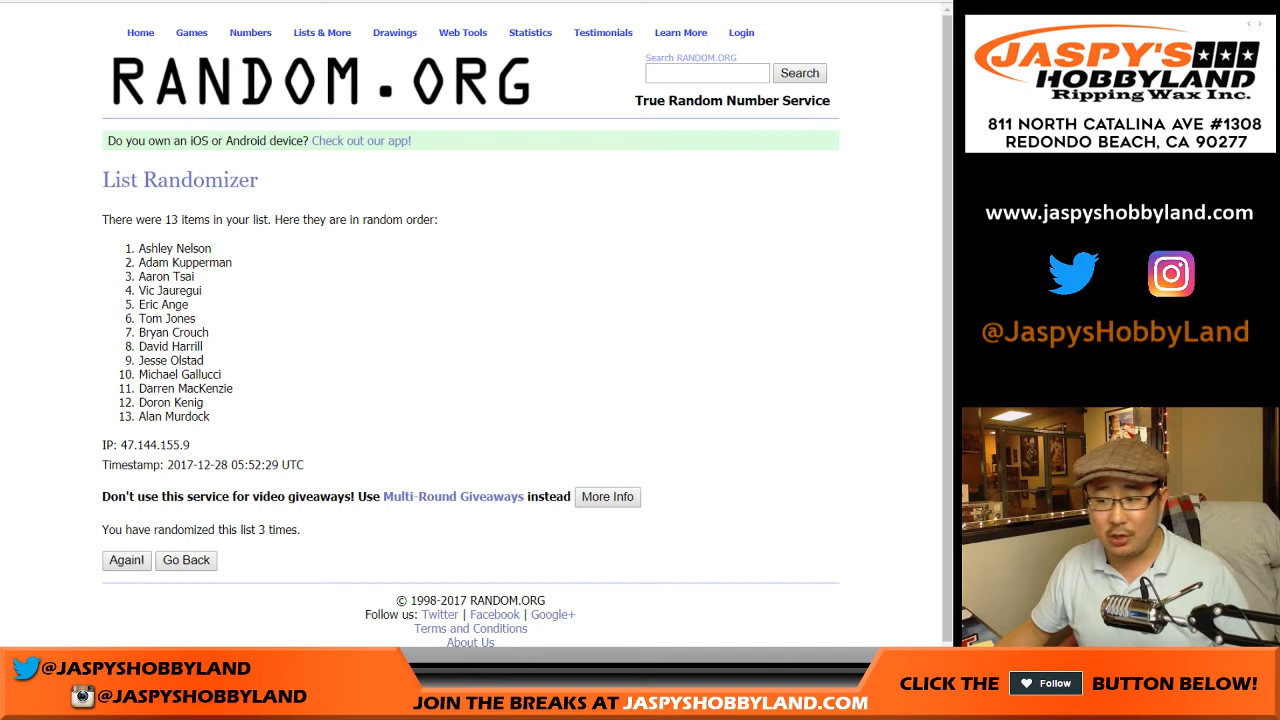 Home Games Numbers Lists & More Drawings Web Tools Statistics Testimonials Learn More Login
RANDOM.ORG
Search RANDOM.ORG
Search
True Random Number Service
Do you own an iOS or Android device? Check out our app!
List Randomizer
There were 13 items in your list. Here they are in random order:
1. Ashley Nelson
2. Adam Kupperman
3. Aaron Tsai
4. Vic Jauregui
5. Eric Ange
6. Tom Jones
7. Bryan Crouch
8. David Harrill
9. Jesse Olstad
10. Michael Gallucci
11. Darren MacKenzie
12. Doron Kenig
13. Alan Murdock
IP: 47.144.155.9
Timestamp: 2017-12-28 05:52:29 UTC
Don't use this service for video giveaways! Use Multi-Round Giveaways instead More Info
You have randomized this list 3 times.
Again! Go Back
© 1998-2017 RANDOM.ORG
Follow us: Twitter | Facebook | Google+
Terms and Conditions
About Us
JASPY'S
HOBBYLAND
Ripping Wax Inc.
811 NORTH CATALINA AVE #1308
REDONDO BEACH, CA 90277
www.jaspyshobbyland.com
@JaspysHobbyLand
@JASPYSHOBBYLAND
@JASPYSHOBBYLAND
JOIN THE BREAKS AT JASPYSHOBBYLAND.COM
CLICK THE Follow BUTTON BELOW!